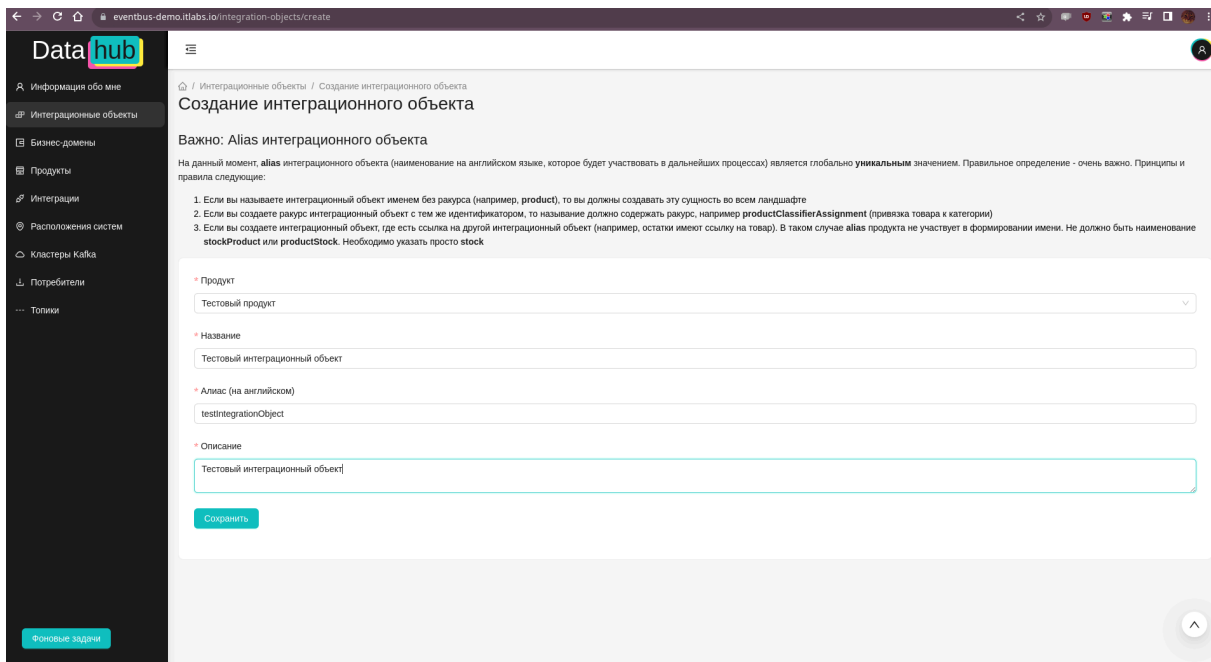 eventbus-demo.itlabs.io/integration-objects/create
Data hub
Информация обо мне
Интеграционные объекты
Бизнес-домены
Продукты
Интеграции
Расположения систем
Кластеры Kafka
Потребители
Топики
Фоновые задачи
/ Интеграционные объекты / Создание интеграционного объекта
Создание интеграционного объекта
Важно: Alias интеграционного объекта
На данный момент, alias интеграционного объекта (наименование на английском языке, которое будет участвовать в дальнейших процессах) является глобально уникальным значением. Правильное определение - очень важно. Принципы и
правила следующие:
1. Если вы называете интеграционный объект именем без ракурса (например, product), то вы должны создавать эту сущность во всем ландшафте
2. Если вы создаете ракурс интеграционный объект с тем же идентификатором, то называние должно содержать ракурс, например productClassifierAssignment (привязка товара к категории)
3. Если вы создаете интеграционный объект, где есть ссылка на другой интеграционный объект (например, остатки имеют ссылку на товар). В таком случае alias продукта не участвует в формировании имени. Не должно быть наименование
stockProduct или productStock. Необходимо указать просто stock
* Продукт
Тестовый продукт
* Название
Тестовый интеграционный объект
* Алиас (на английском)
testIntegrationObject
* Описание
Тестовый интеграционный объект
Сохранить